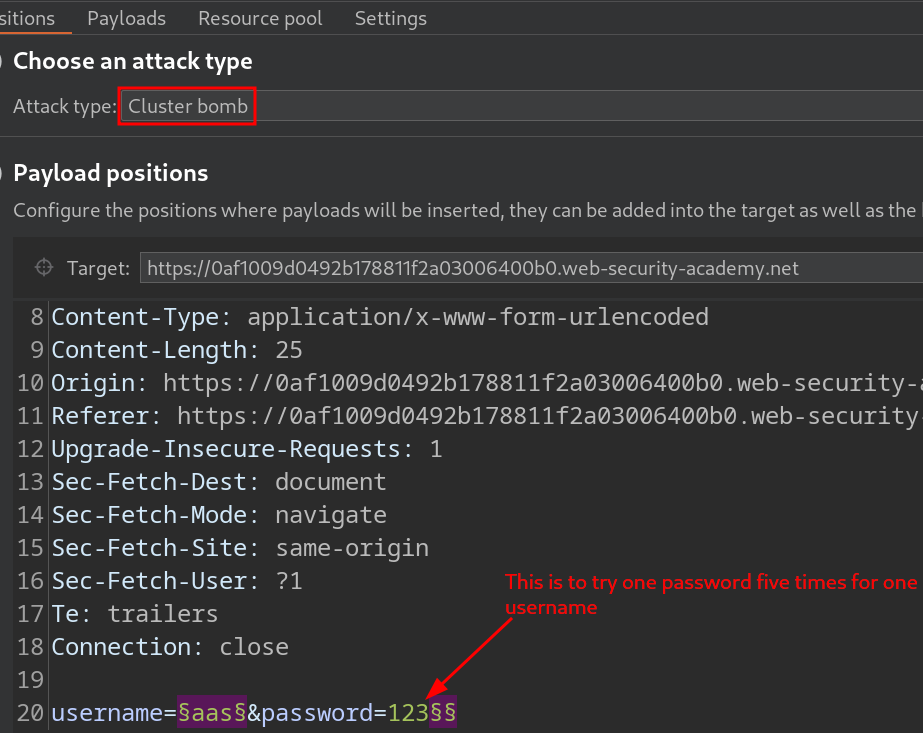 sitions Payloads Resource pool Settings
Choose an attack type
Attack type: Cluster bomb
Payload positions
Configure the positions where payloads will be inserted, they can be added into the target as well as the
Target: https://0af1009d0492b178811f2a03006400b0.web-security-academy.net
8 Content-Type: application/x-www-form-urlencoded
9 Content-Length: 25
10 Origin: https://0af1009d0492b178811f2a03006400b0.web-security-a
11 Referer: https://0af1009d0492b178811f2a03006400b0.web-security
12 Upgrade-Insecure-Requests: 1
13 Sec-Fetch-Dest: document
14 Sec-Fetch-Mode: navigate
15 Sec-Fetch-Site: same-origin
16 Sec-Fetch-User: ?1
This is to try one password five times for one
username
17 Te: trailers
18 Connection: close
19
20 username=§aas§&password=123§§